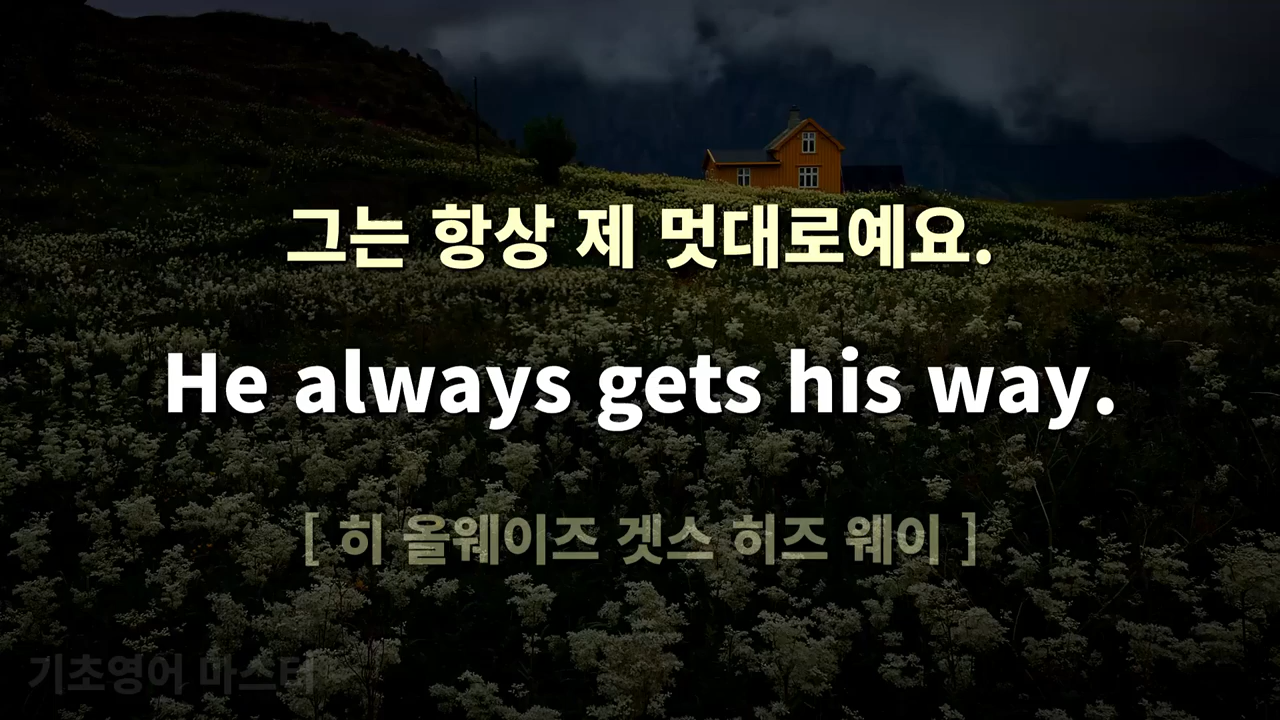 그는 항상 제 멋대로예요.
He always gets his way.
[ 히 올웨이즈 겟스 허즈 웨이 ]
기초영어 마스터